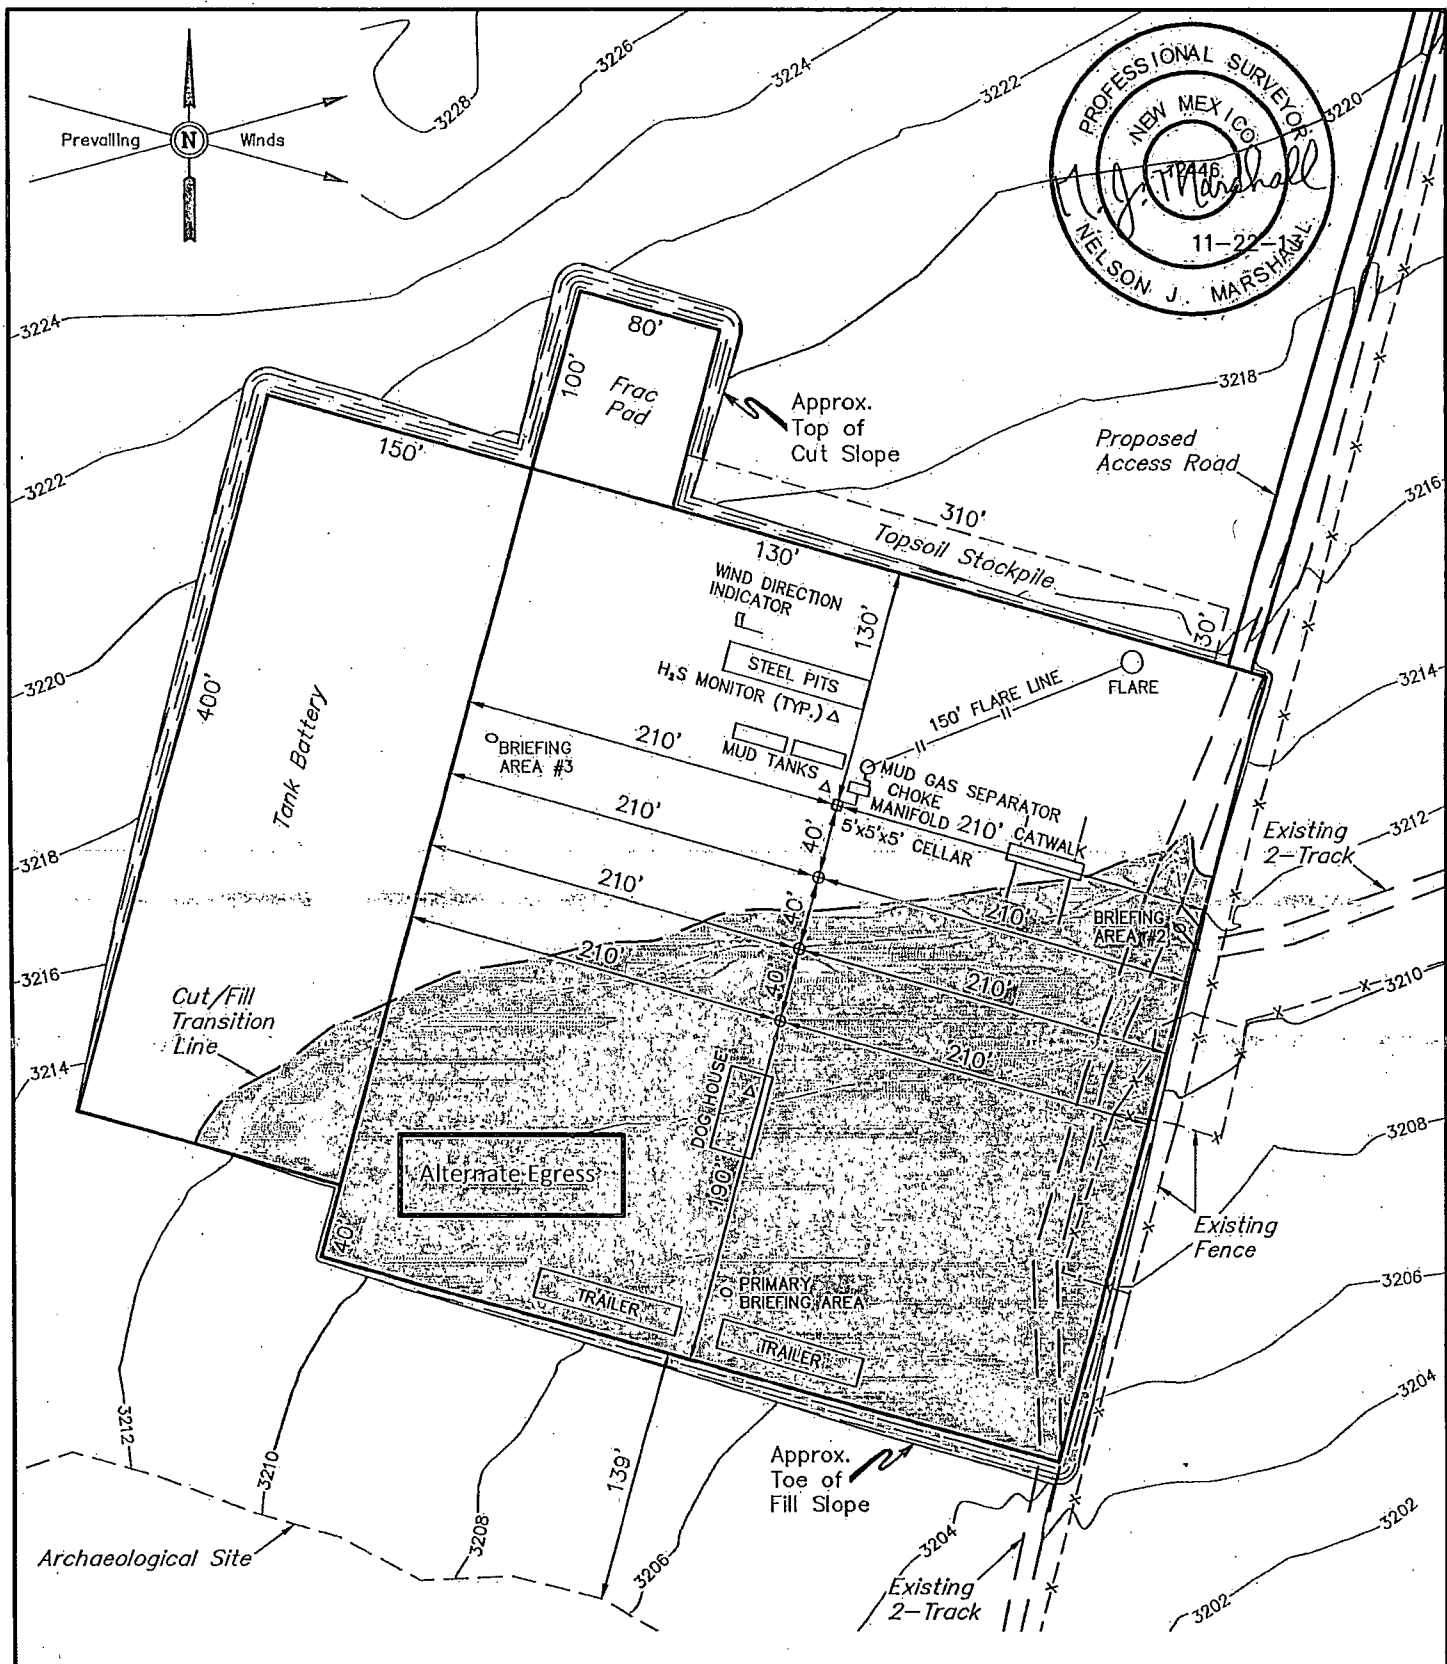 3226
3224
3222
3228
3220
Prevailing
N
Winds
PROFESSIONAL SURVEYOR
NEW MEXICO
12446
N. J. Marshall
11-22-1
NELSON J. MARSHALL
3224
80'
100'
Frac
Pad
3218
150'
Approx.
Top of
Cut Slope
Proposed
Access Road
3222
3216
310'
Topsoil Stockpile
130'
WIND DIRECTION
INDICATOR
130'
30'
STEEL PITS
H₂S MONITOR (TYP.)
FLARE
150' FLARE LINE
3220
3214
400'
Tank Battery
210'
BRIEFING
AREA #3
MUD TANKS
MUD GAS SEPARATOR
CHOKE
MANIFOLD
210'
CATWALK
5'x5'x5' CELLAR
210'
40'
Existing
2-Track
3212
3218
210'
40'
210'
BRIEFING
AREA #2
3216
210'
40'
210'
3210
Cut/Fill
Transition
Line
3214
210'
DOG HOUSE
3208
Alternate Egress
190'
40'
Existing
Fence
TRAILER
PRIMARY
BRIEFING AREA
3206
TRAILER
3204
3212
3210
139'
Approx.
Toe of
Fill Slope
3208
3206
3204
3202
Archaeological Site
Existing
2-Track
3202